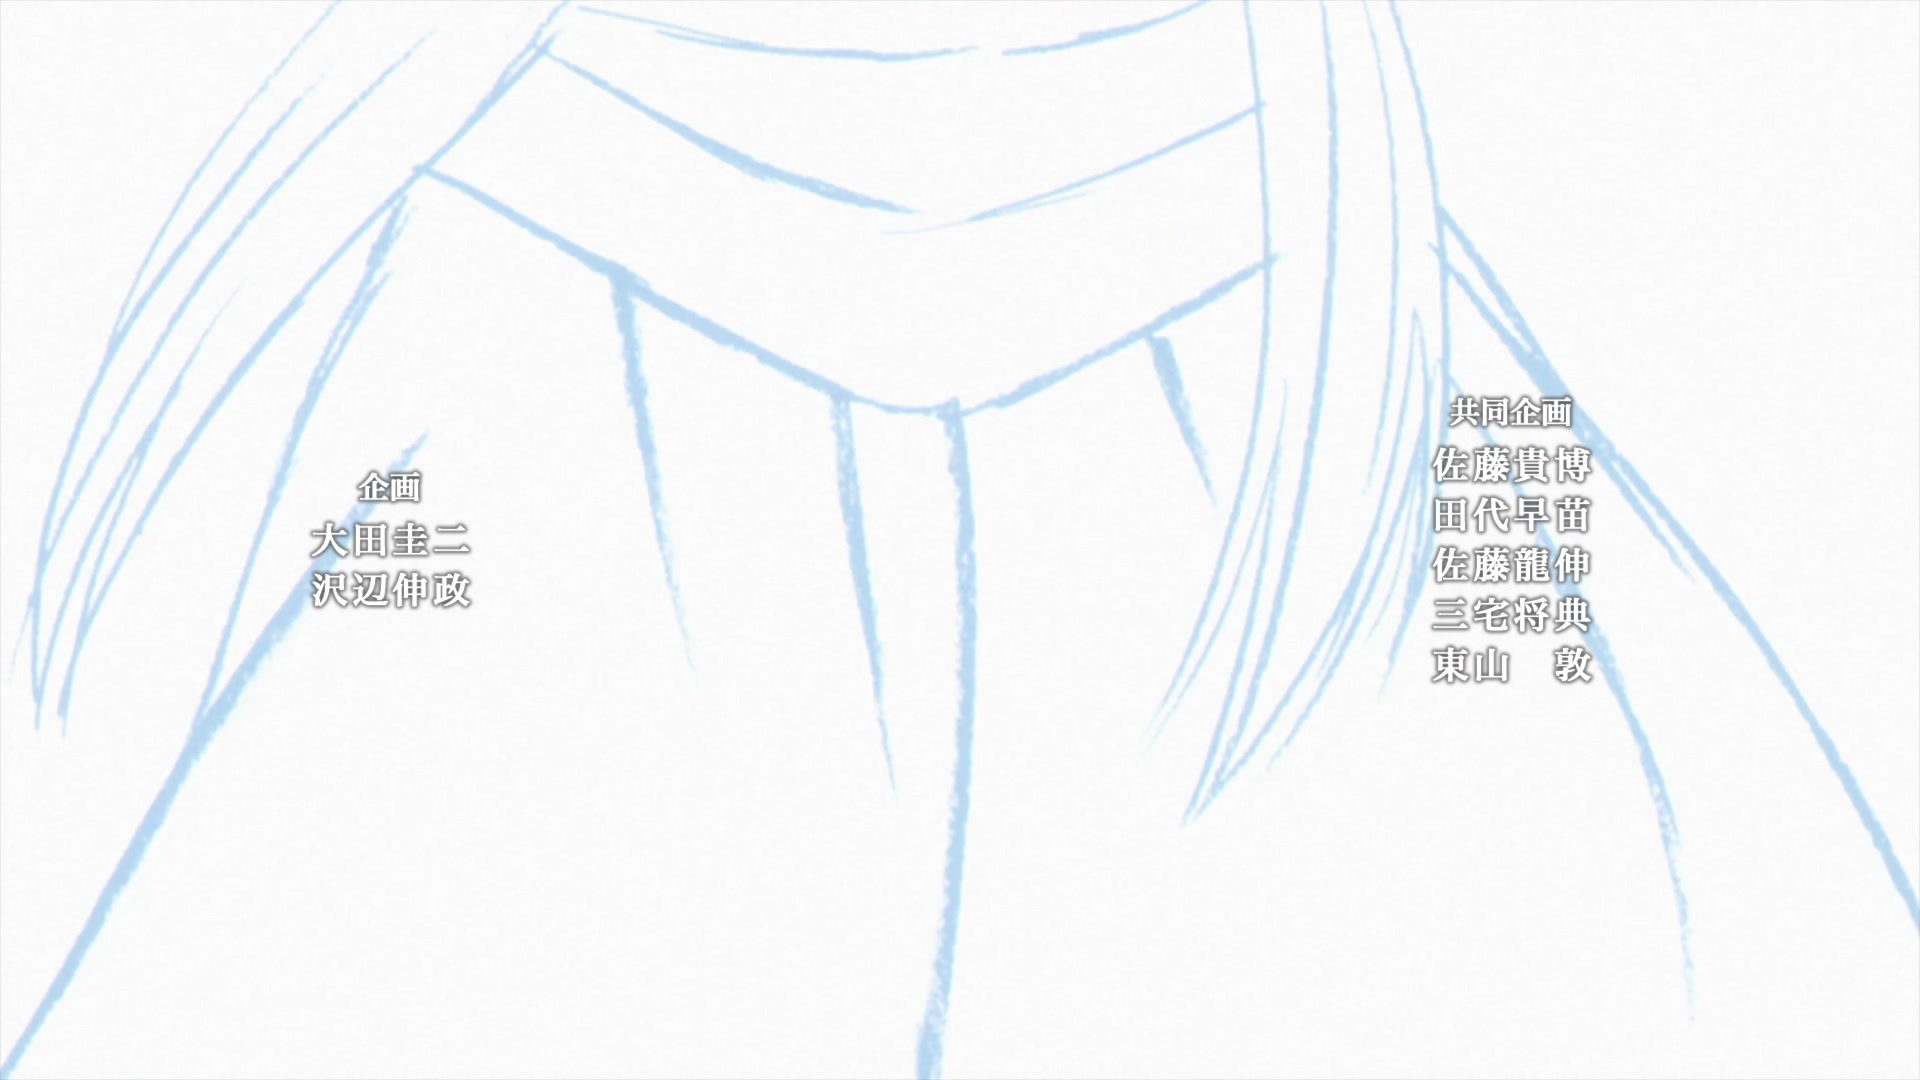 企画
大田圭二
沢辺伸政
共同企画
佐藤貴博
田代早苗
佐藤龍伸
三宅将典
東山　敦